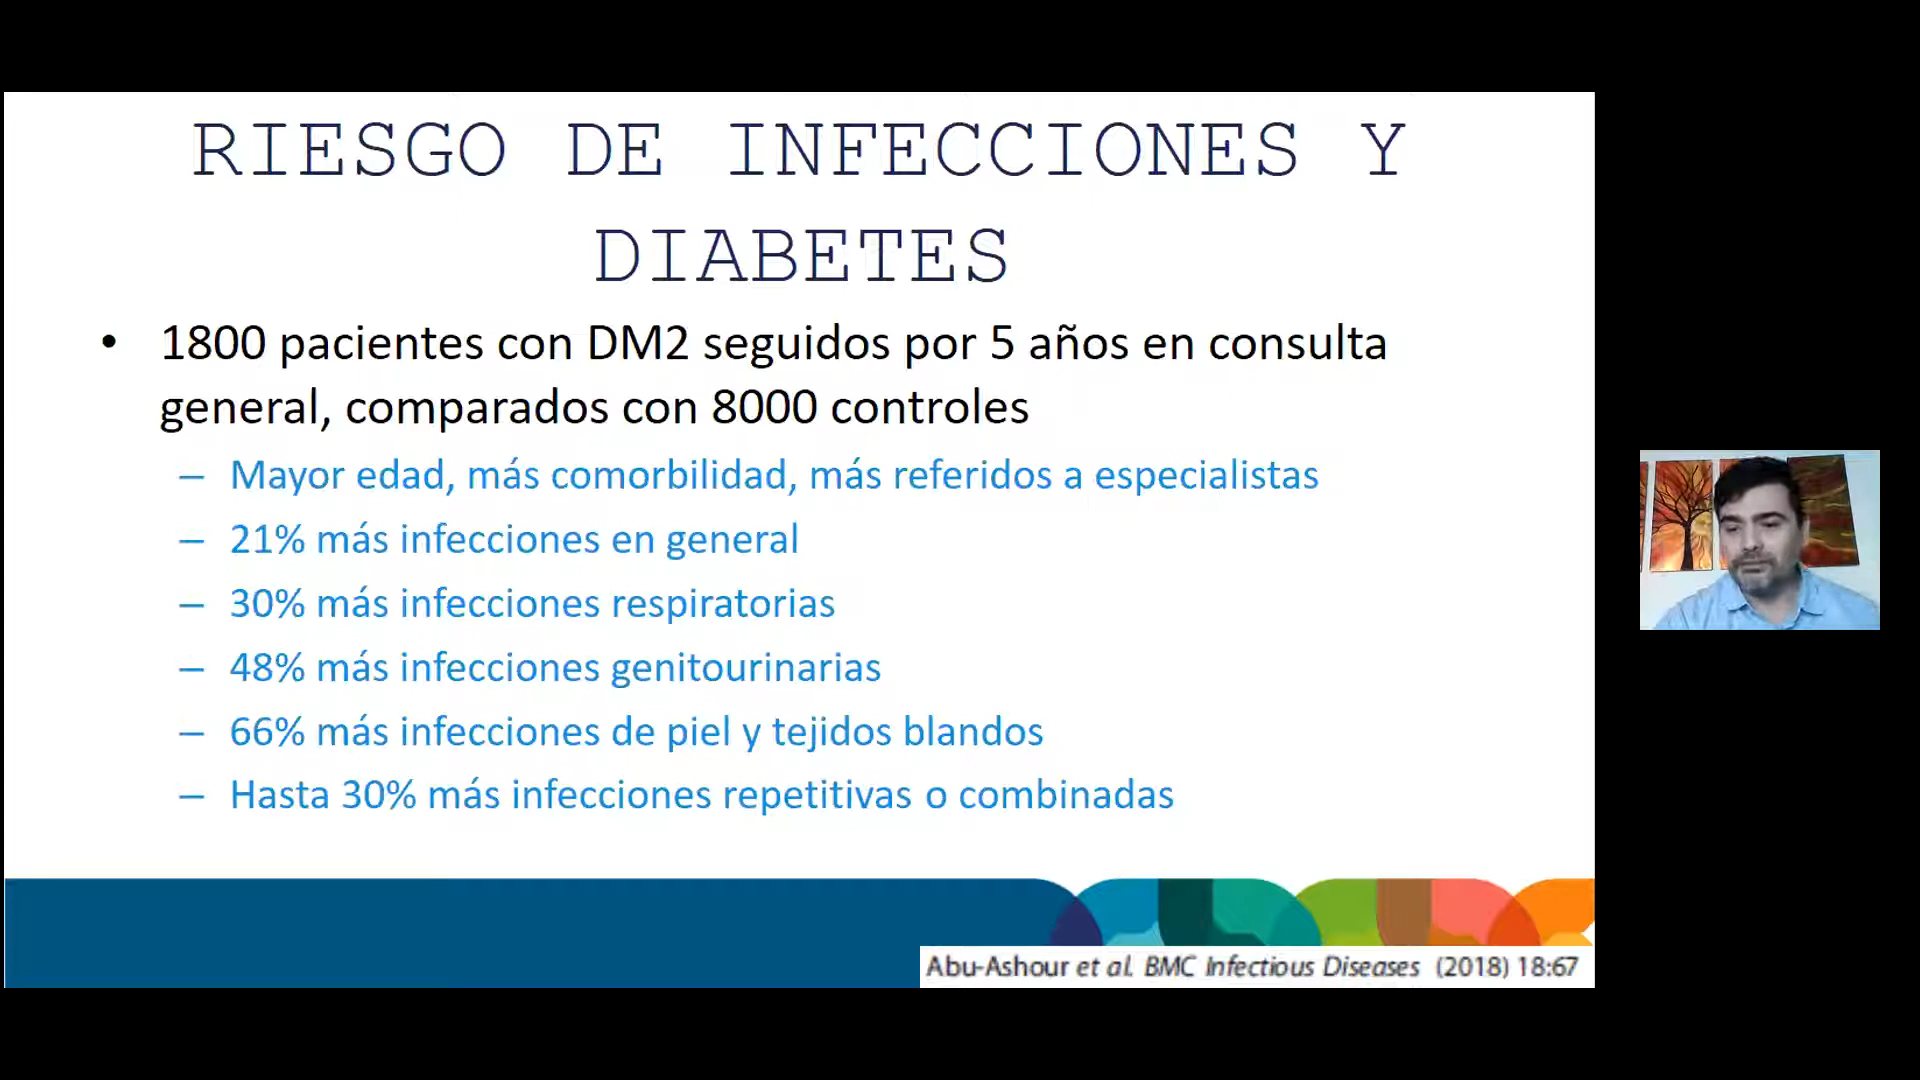 RIESGO DE INFECCIONES Y
DIABETES
• 1800 pacientes con DM2 seguidos por 5 años en consulta
general, comparados con 8000 controles
– Mayor edad, más comorbilidad, más referidos a especialistas
– 21% más infecciones en general
– 30% más infecciones respiratorias
– 48% más infecciones genitourinarias
– 66% más infecciones de piel y tejidos blandos
– Hasta 30% más infecciones repetitivas o combinadas
Abu-Ashour et al. BMC Infectious Diseases (2018) 18:67